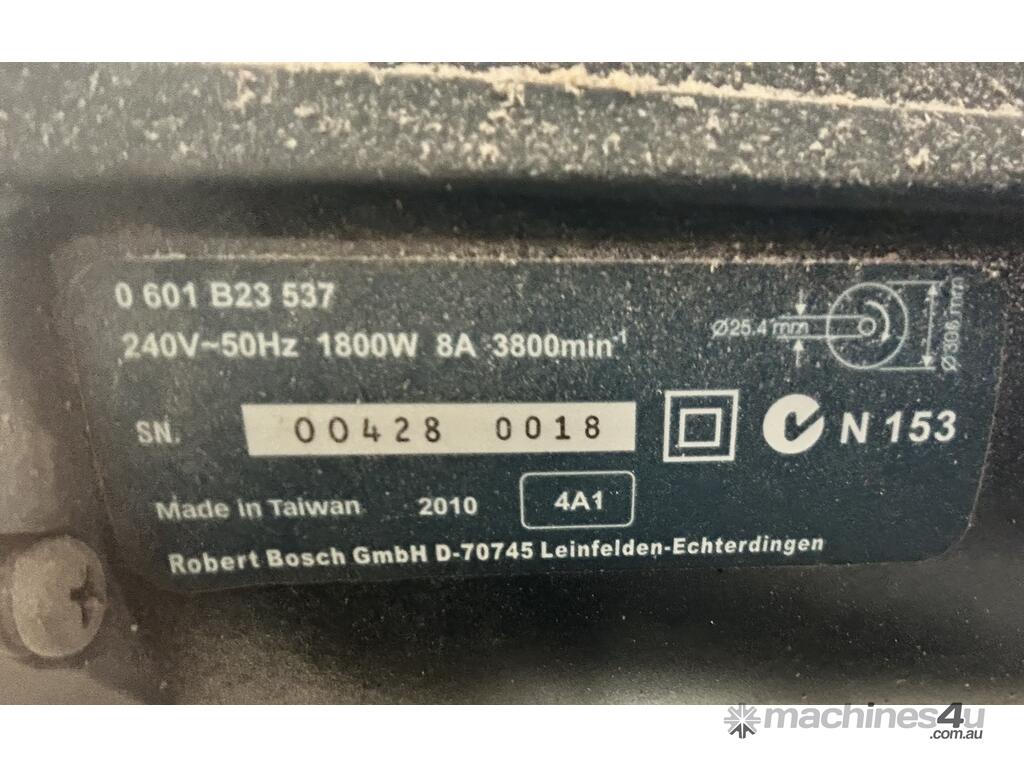 0 601 B23 537
240V~50Hz 1800W 8A 3800min⁻¹
Ø25.4 mm
Ø305 mm
SN. 00428 0018
N 153
Made in Taiwan 2010 4A1
Robert Bosch GmbH D-70745 Leinfelden-Echterdingen
machines4u
.com.au